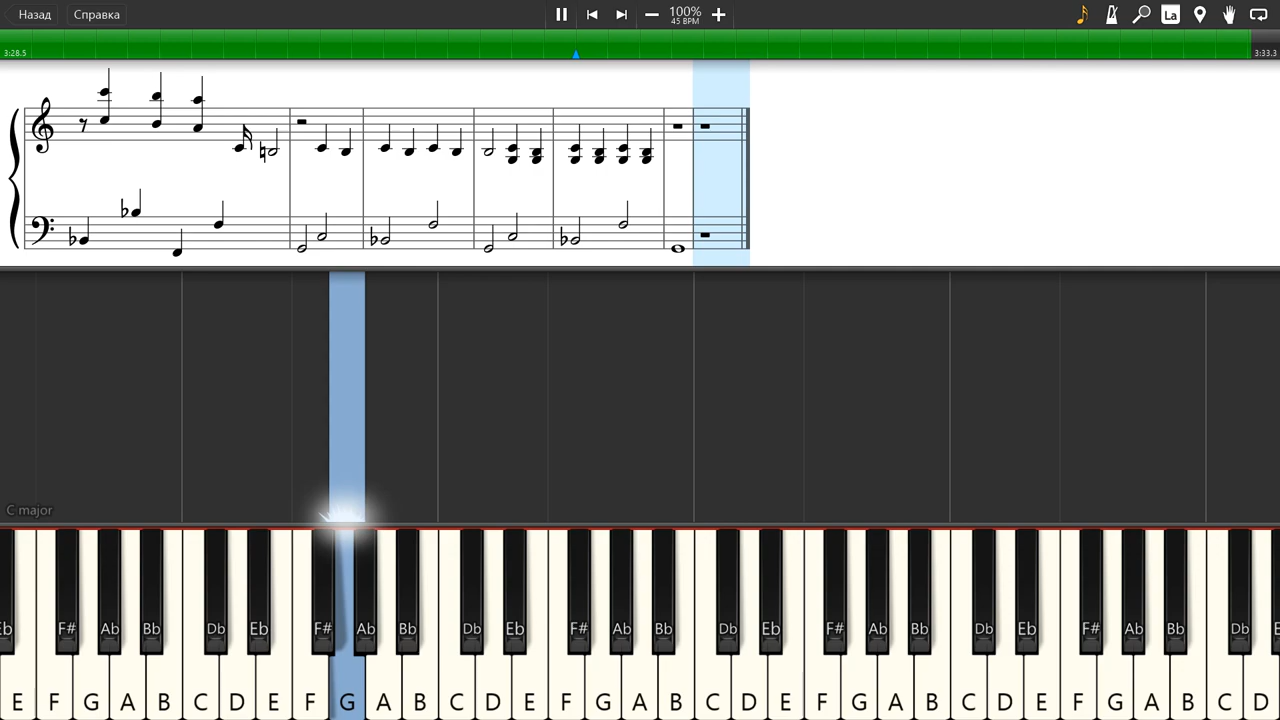 Назад Справка 100% La
45 BPM
3:28.5 3:33.3
C major
Eb F# Ab Bb Db Eb F# Ab Bb Db Eb F# Ab Bb Db Eb F# Ab Bb Db Eb F# Ab Bb Db
E F G A B C D E F G A B C D E F G A B C D E F G A B C D E F G A B C D